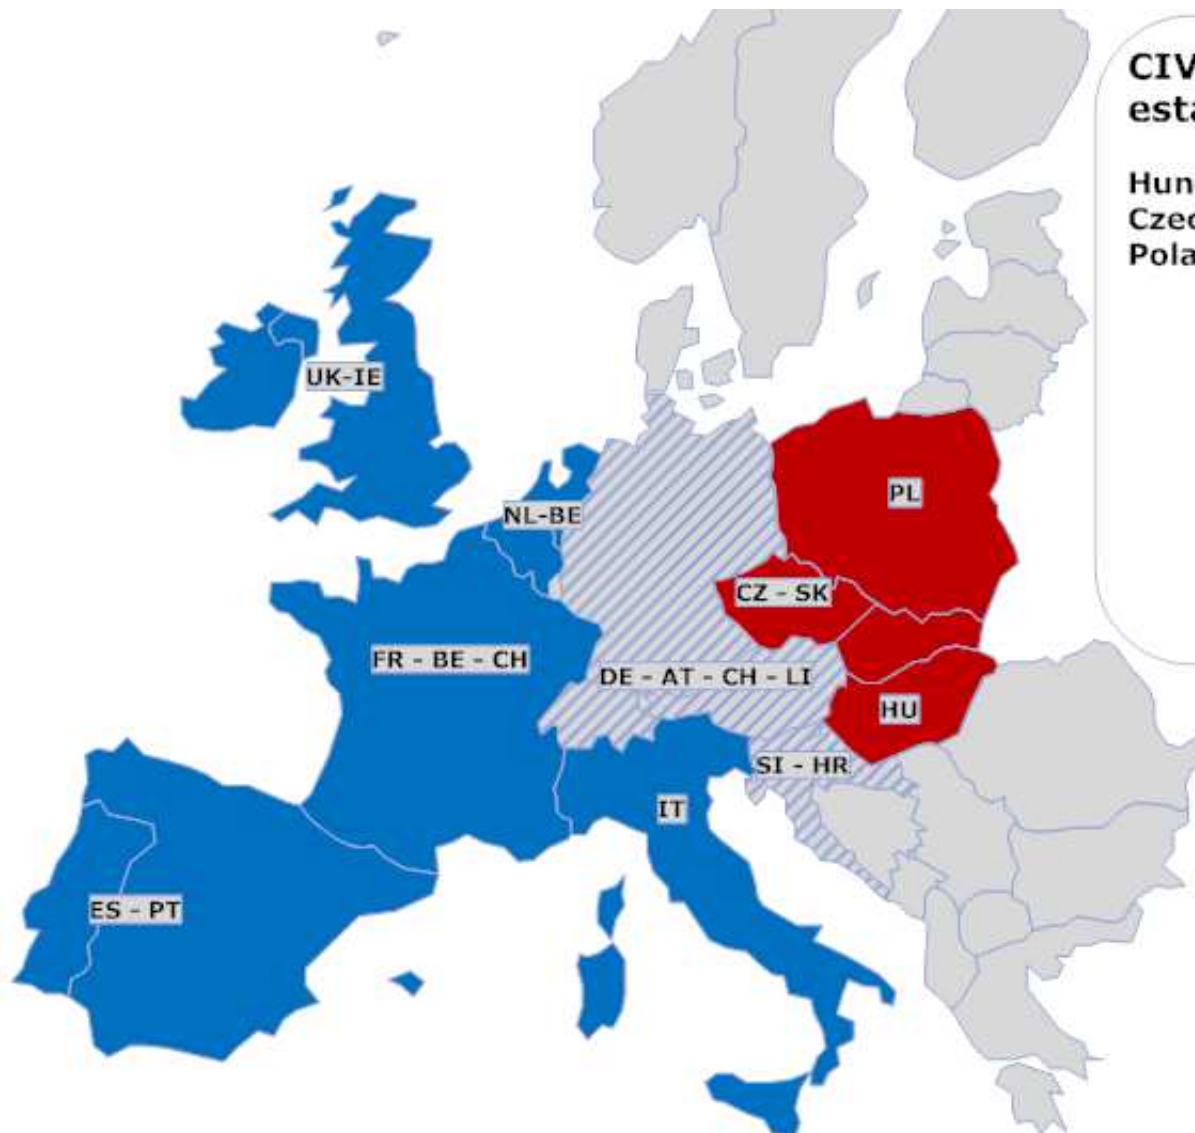 CIV
esta
Hun
Czec
Pola
UK-IE
NL-BE
PL
CZ - SK
FR - BE - CH
DE - AT - CH - LI
HU
SI - HR
IT
ES - PT